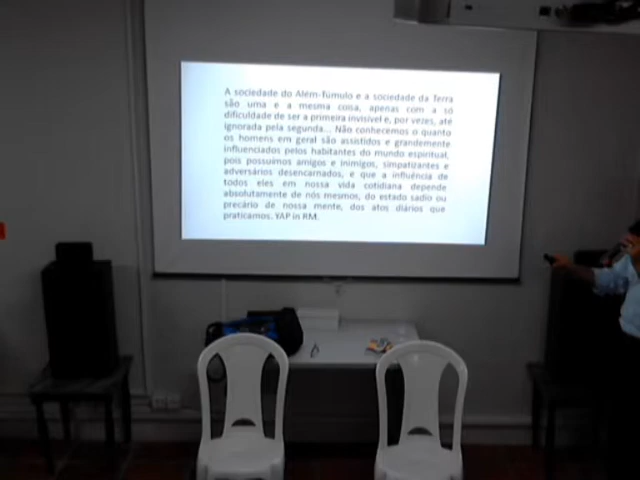 A sociedade do Além-Túmulo e a sociedade da Terra
são uma e a mesma coisa, apenas com a só
dificuldade de ser a primeira invisível e, por vezes, até
ignorada pela segunda... Não conhecemos o quanto
os homens em geral são assistidos e grandemente
influenciados pelos habitantes do mundo espiritual,
pois possuímos amigos e inimigos, simpatizantes e
adversários desencarnados, e que a influência de
todos eles em nossa vida cotidiana depende
absolutamente de nós mesmos, do estado sadio ou
precário de nossa mente, dos atos diários que
praticamos. YAP in RM.